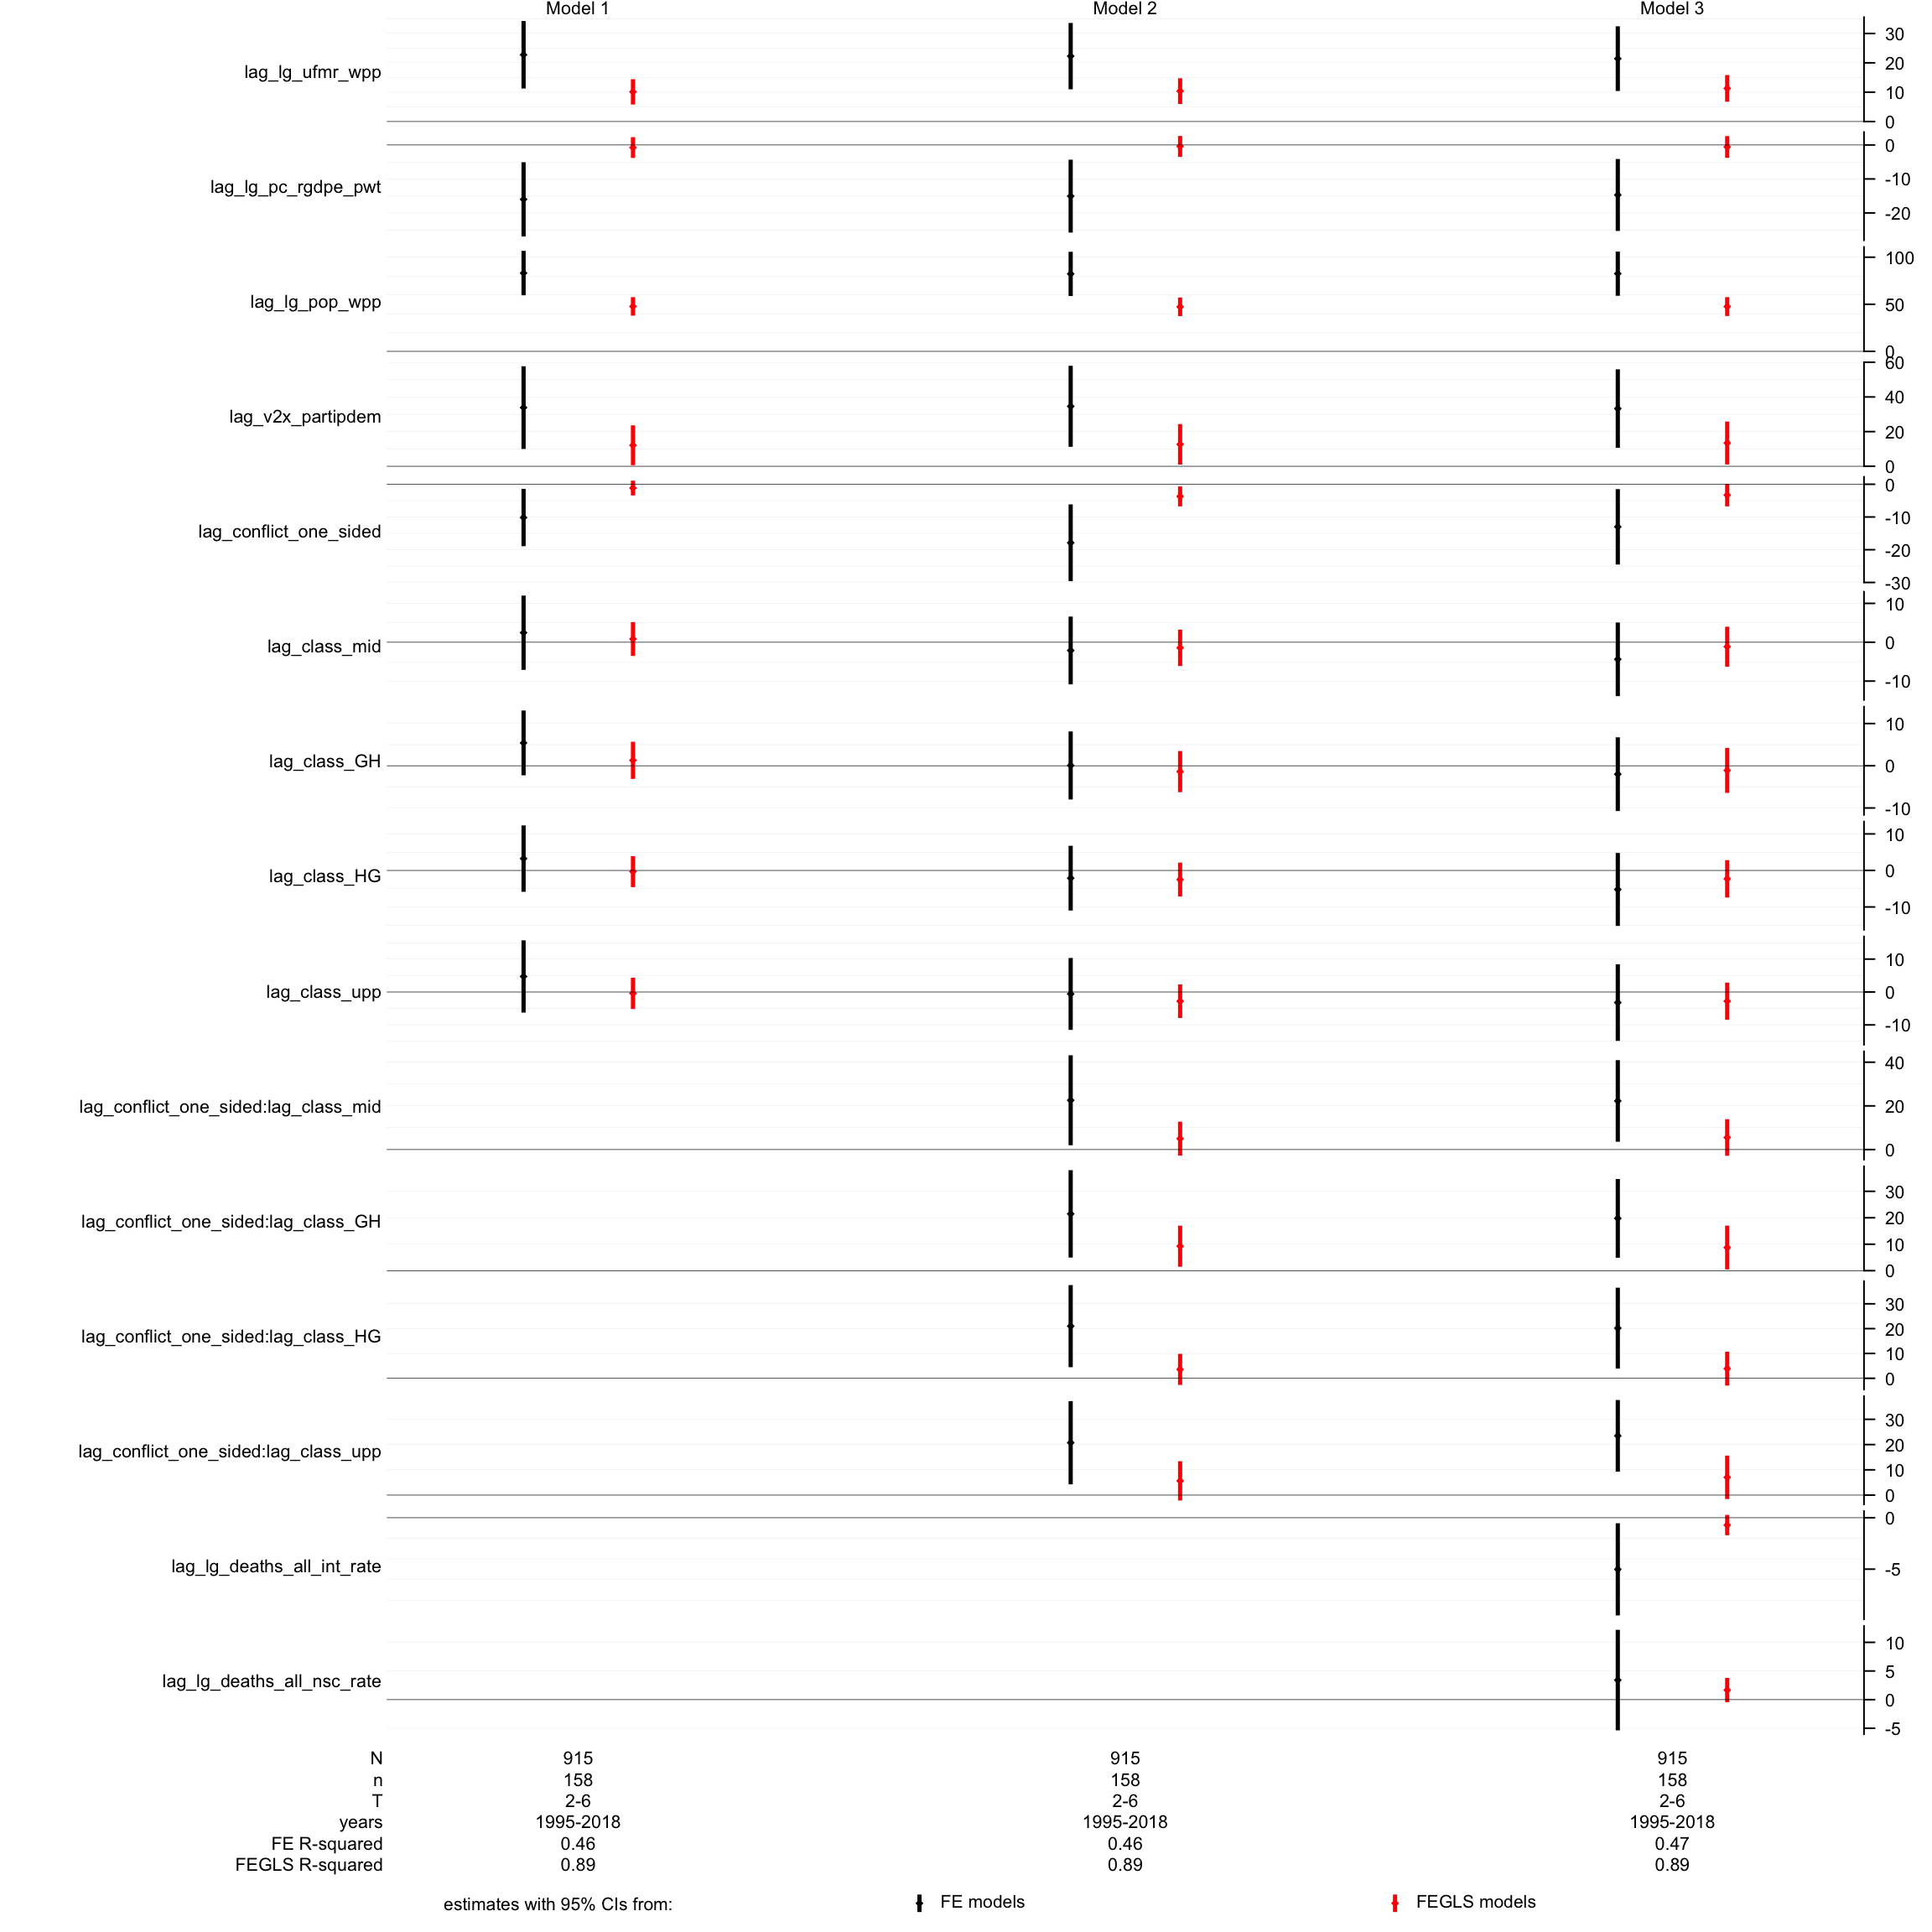 Model 1 Model 2 Model 3
lag_lg_ufmr_wpp
30
20
10
0
lag_lg_pc_rgdpe_pwt
0
-10
-20
lag_lg_pop_wpp
100
50
0
lag_v2x_partipdem
60
40
20
0
lag_conflict_one_sided
0
-10
-20
-30
lag_class_mid
10
0
-10
lag_class_GH
10
0
-10
lag_class_HG
10
0
-10
lag_class_upp
10
0
-10
lag_conflict_one_sided:lag_class_mid
40
20
0
lag_conflict_one_sided:lag_class_GH
30
20
10
0
lag_conflict_one_sided:lag_class_HG
30
20
10
0
lag_conflict_one_sided:lag_class_upp
30
20
10
0
lag_lg_deaths_all_int_rate
0
-5
lag_lg_deaths_all_nsc_rate
10
5
0
-5
N 915 915 915
n 158 158 158
T 2-6 2-6 2-6
years 1995-2018 1995-2018 1995-2018
FE R-squared 0.46 0.46 0.47
FEGLS R-squared 0.89 0.89 0.89
estimates with 95% CIs from: FE models FEGLS models